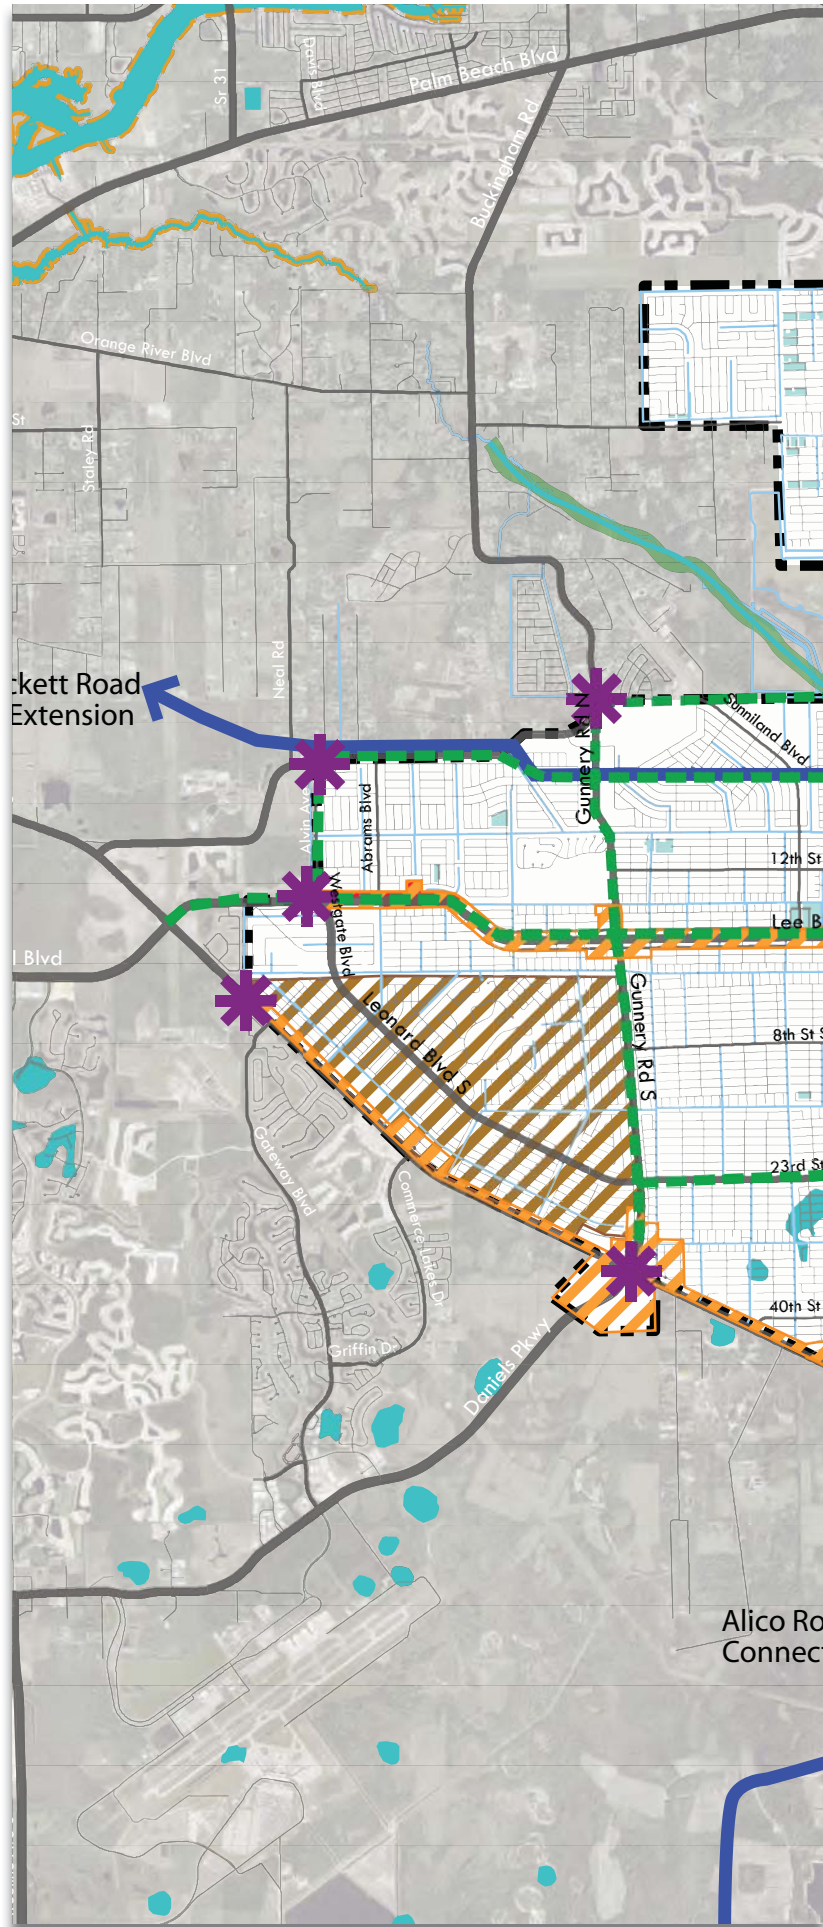 Sr 31
Davis Blvd
Palm Beach Blvd
Buckingham Rd
Orange River Blvd
St
Staley Rd
Neal Rd
ckett Road
Extension
Gunnery Rd N
Sunniland Blvd
Alvin Av
Abrams Blvd
12th St
Westgate Blvd
Lee B
l Blvd
Leonard Blvd S
Gunnery Rd S
8th St S
Gateway Blvd
Commerce Lakes Dr
23rd St
40th St
Griffin Dr
Daniels Pkwy
Alico Ro
Connect